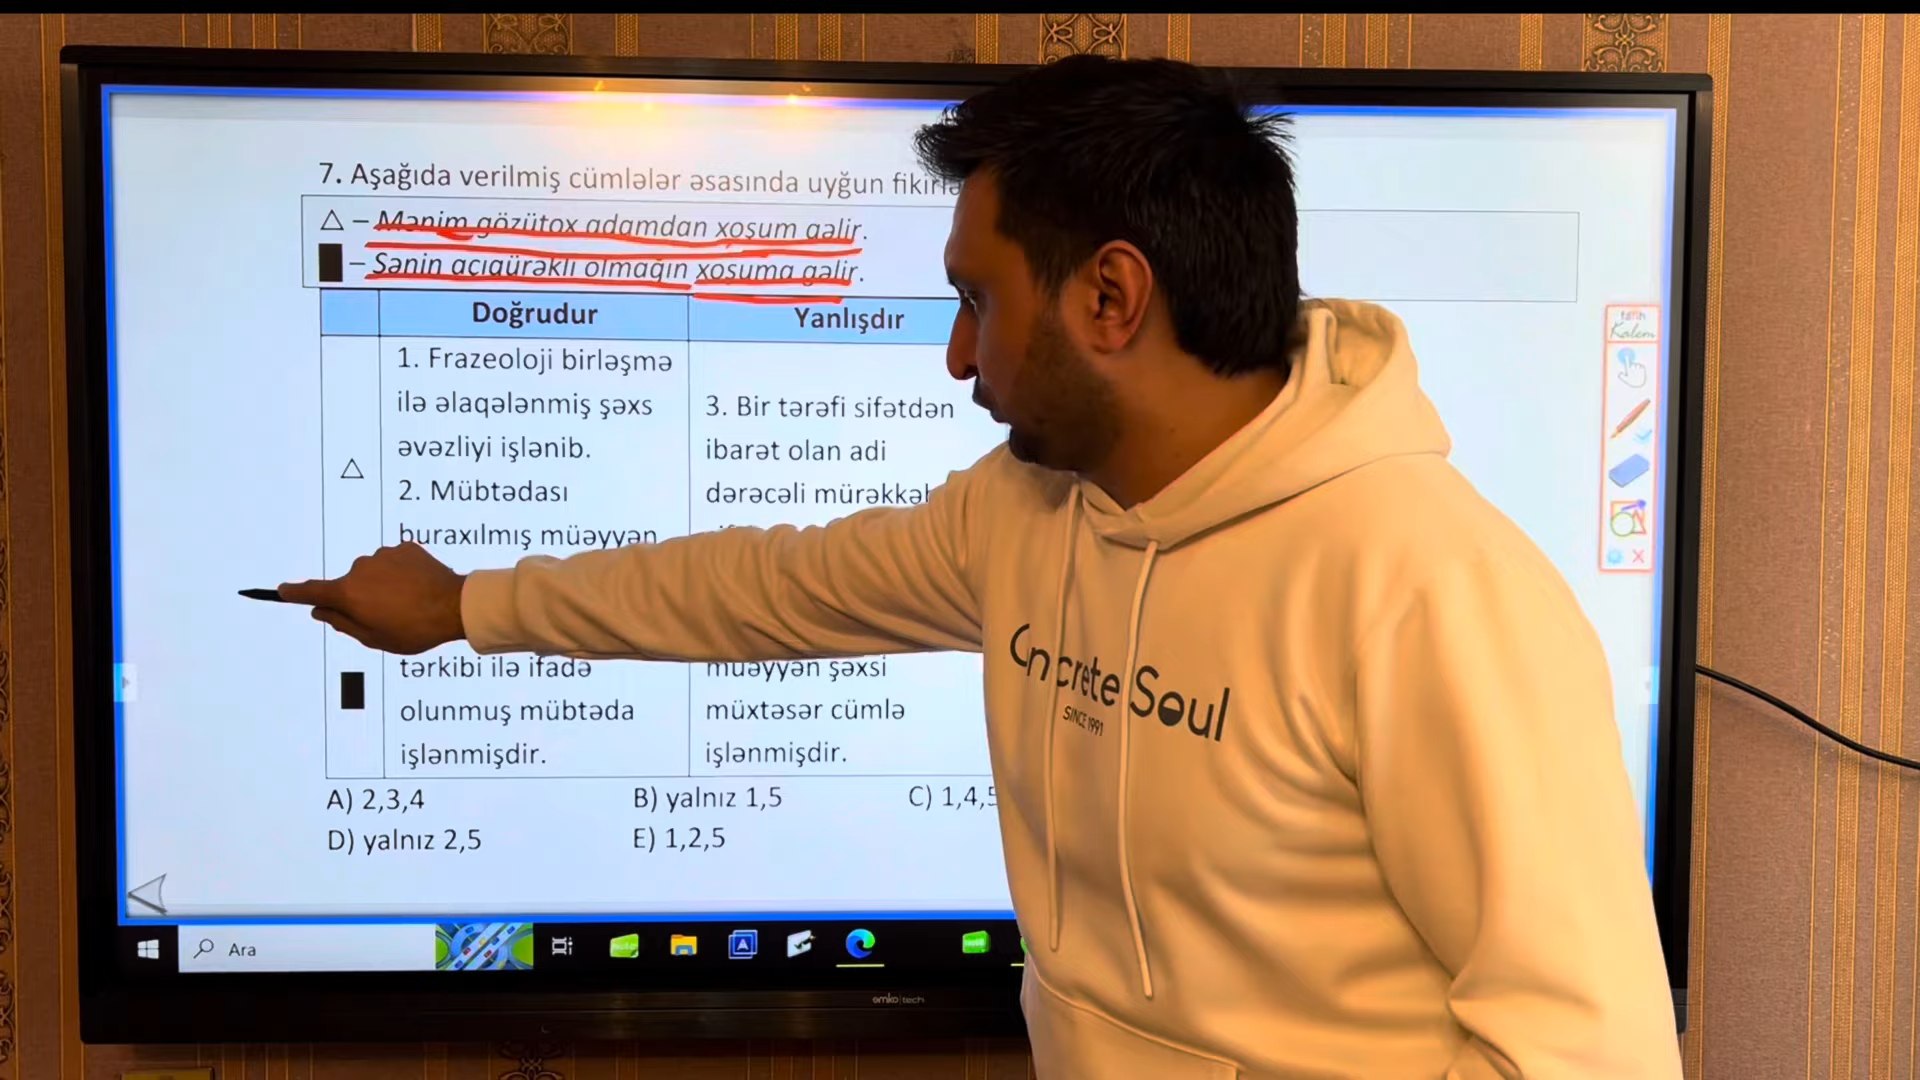 7. Aşağıda verilmiş cümlələr əsasında uyğun
△ – Mənim gözütox adamdan xoşum gəlir.
– Sənin açıqürəkli olmağın xoşuma gəlir.
Doğrudur
Yanlışdır
1. Frazeoloji birləşmə
ilə əlaqələnmiş şəxs
əvəzliyi işlənib.
2. Mübtədası
buraxılmış müəyyən
△
3. Bir tərəfi sifətdən
ibarət olan adi
dərəcəli mürəkkəb
tərkibi ilə ifadə
olunmuş mübtəda
işlənmişdir.
müəyyən şəxsi
müxtəsər cümlə
işlənmişdir.
A) 2,3,4
B) yalnız 1,5
C) 1,4,5
D) yalnız 2,5
E) 1,2,5
Kalem
Ara
omko|tech
Concrete Soul
SINCE 1991